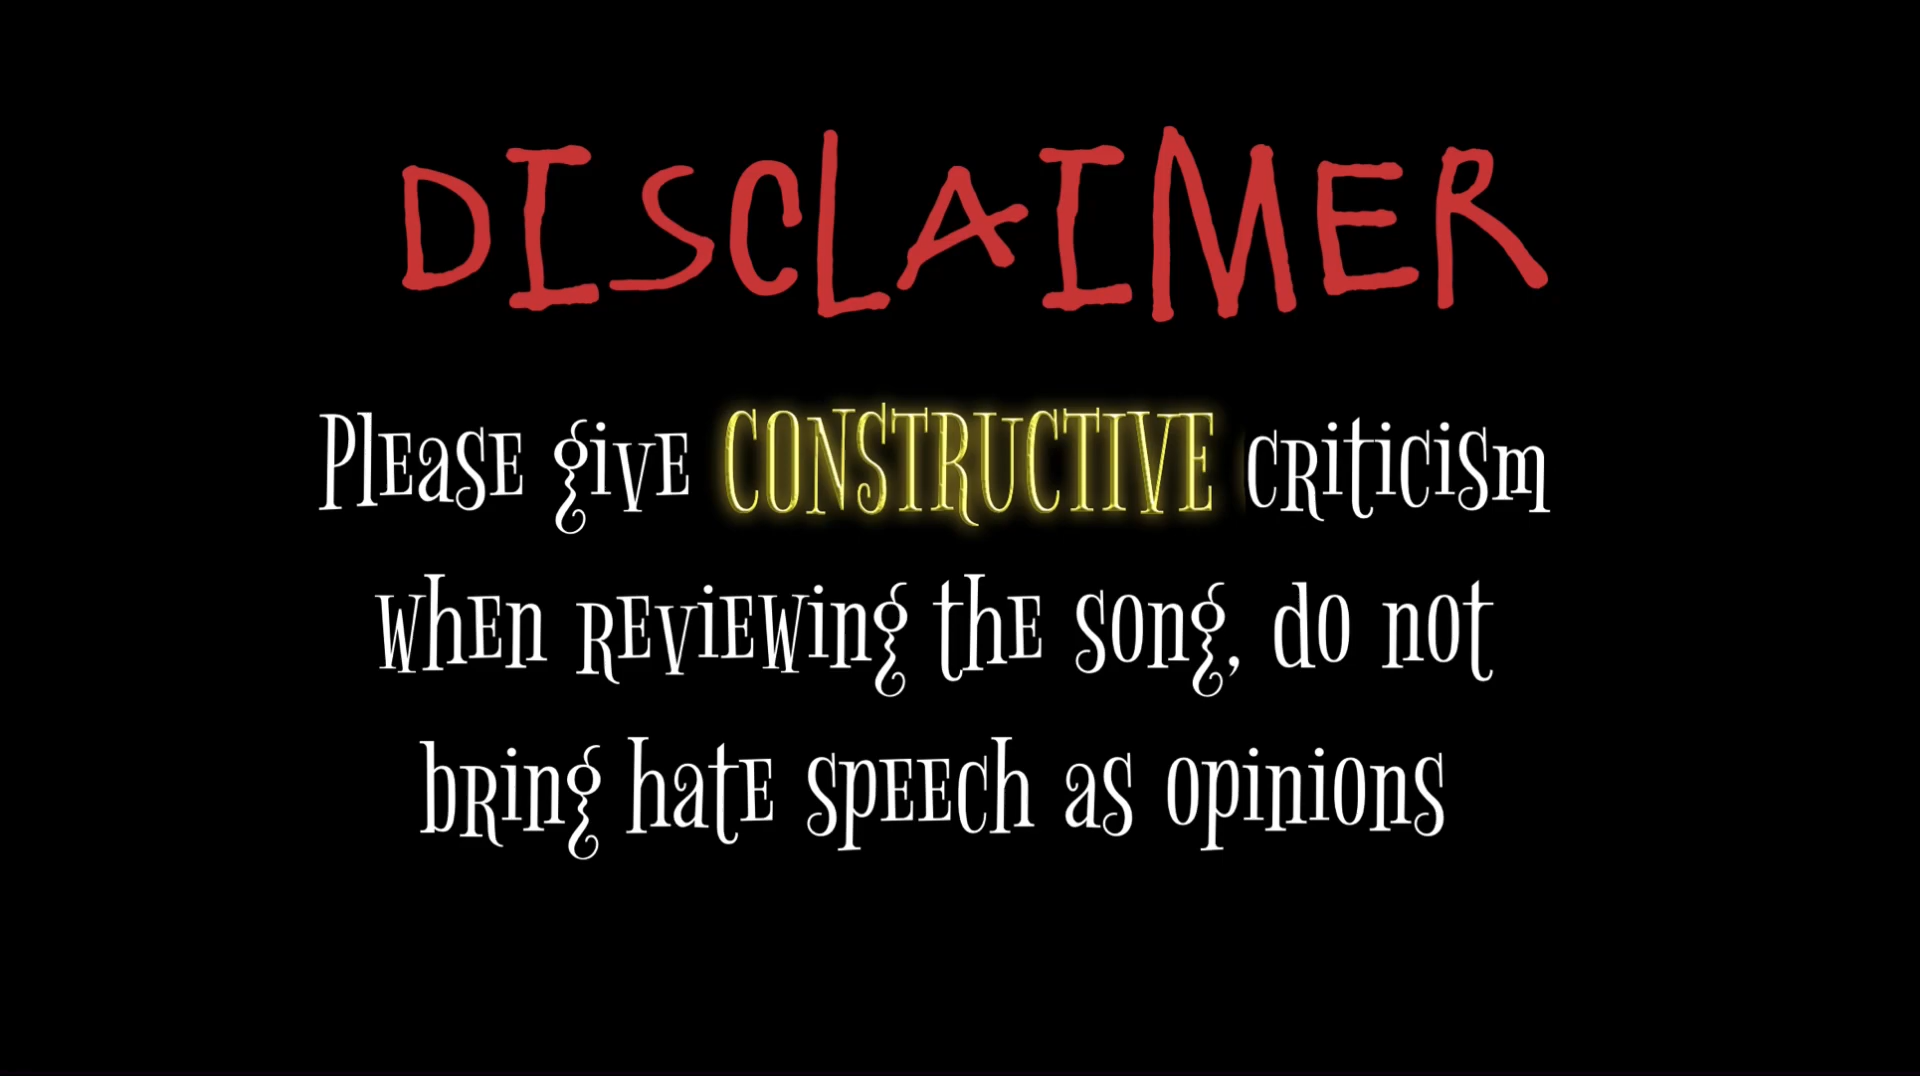 DISCLAIMER
Please give CONSTRUCTIVE criticism
when reviewing the song, do not
bring hate speech as opinions